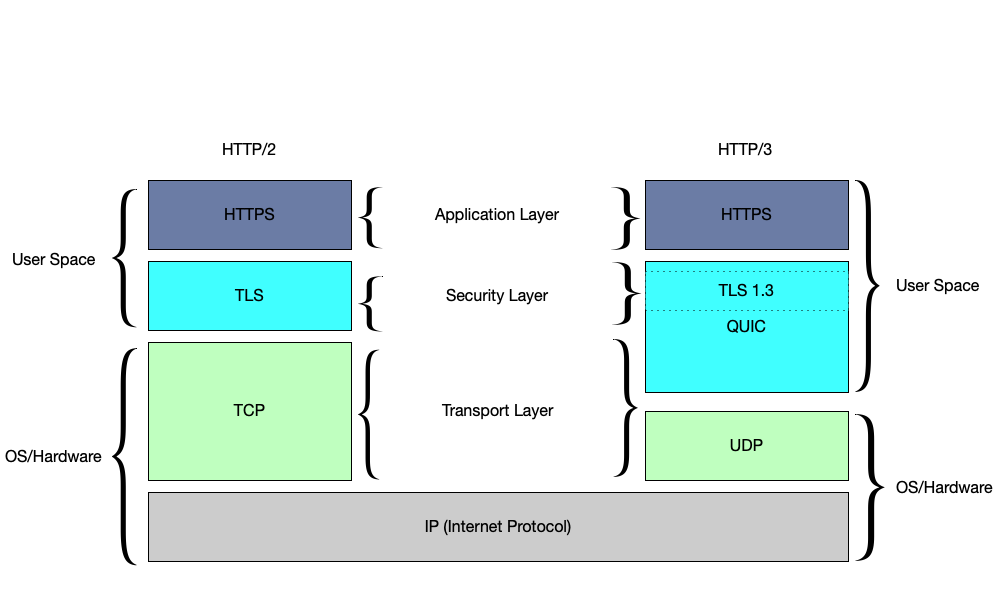 HTTP/2
HTTP/3
HTTPS
Application Layer
HTTPS
User Space
User Space
TLS
Security Layer
TLS 1.3
QUIC
TCP
Transport Layer
UDP
OS/Hardware
OS/Hardware
IP (Internet Protocol)